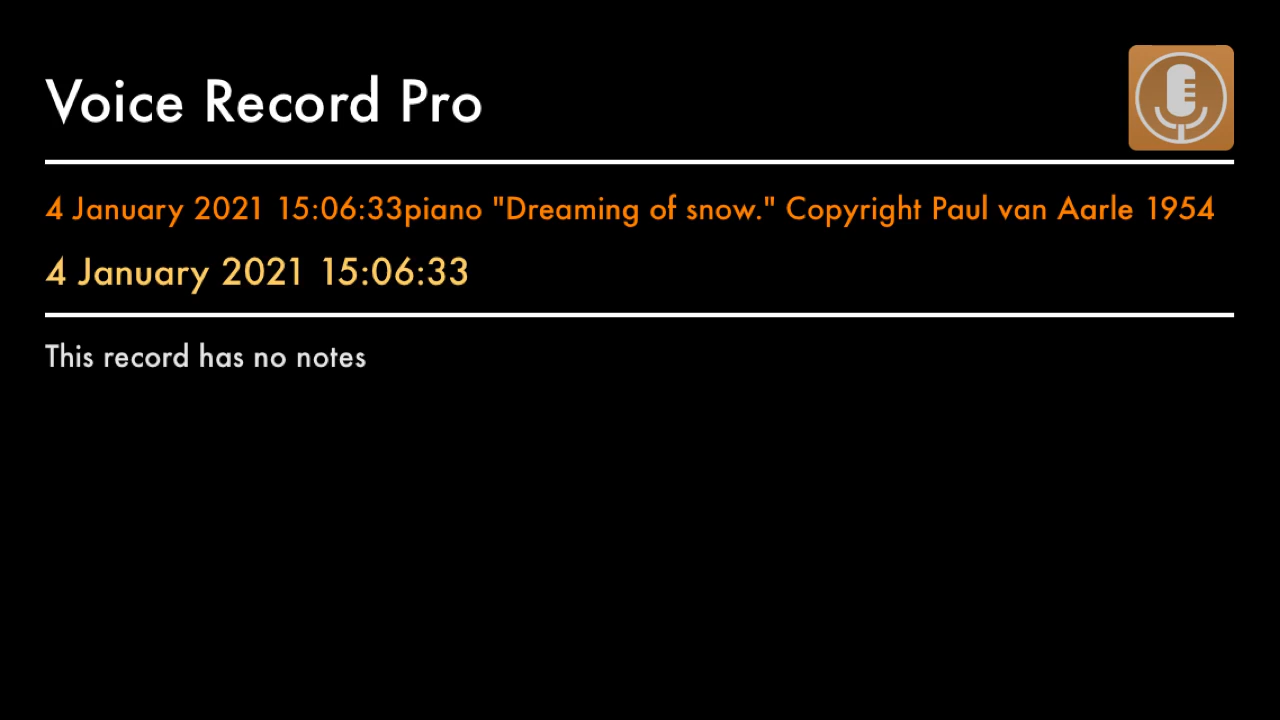 Voice Record Pro
4 January 2021 15:06:33piano "Dreaming of snow." Copyright Paul van Aarle 1954
4 January 2021 15:06:33
This record has no notes